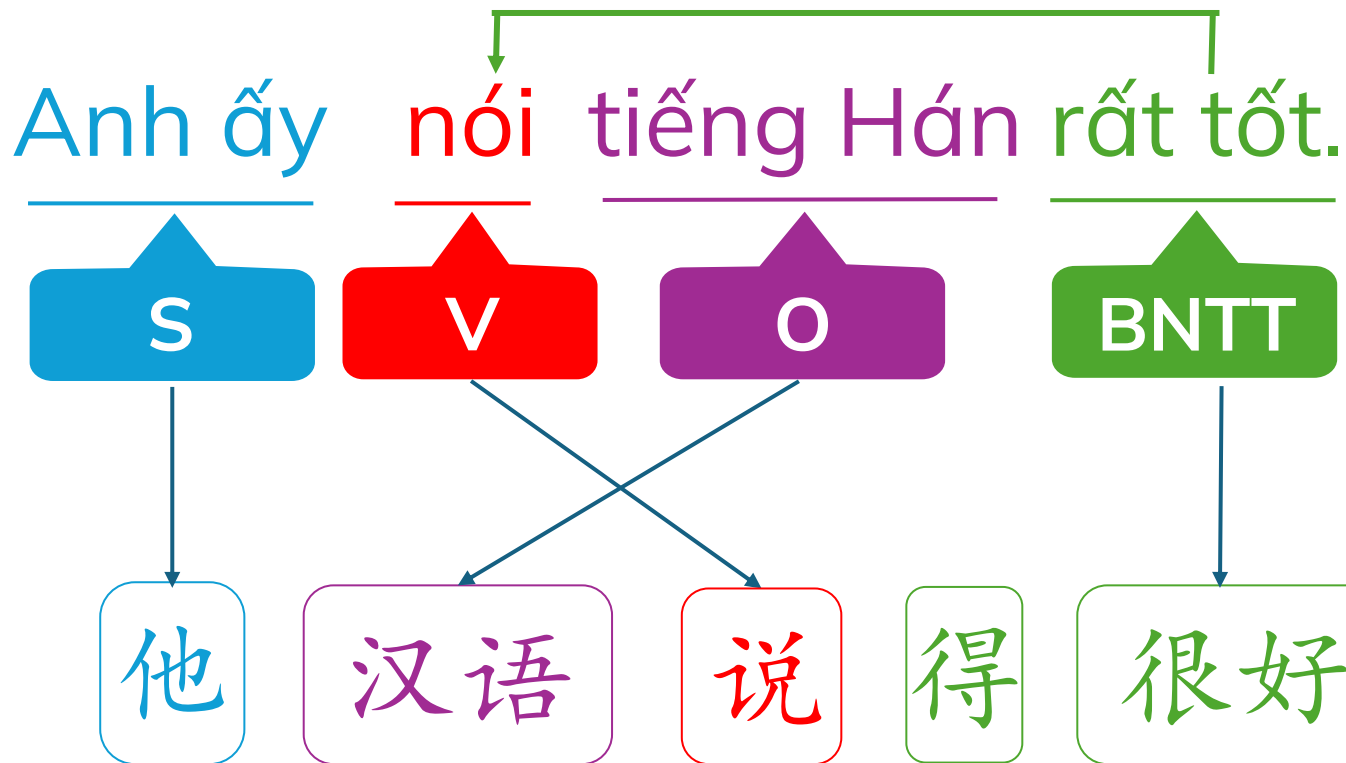 Anh ấy nói tiếng Hán rất tốt.
S V O BNTT
他 汉语 说 得 很好